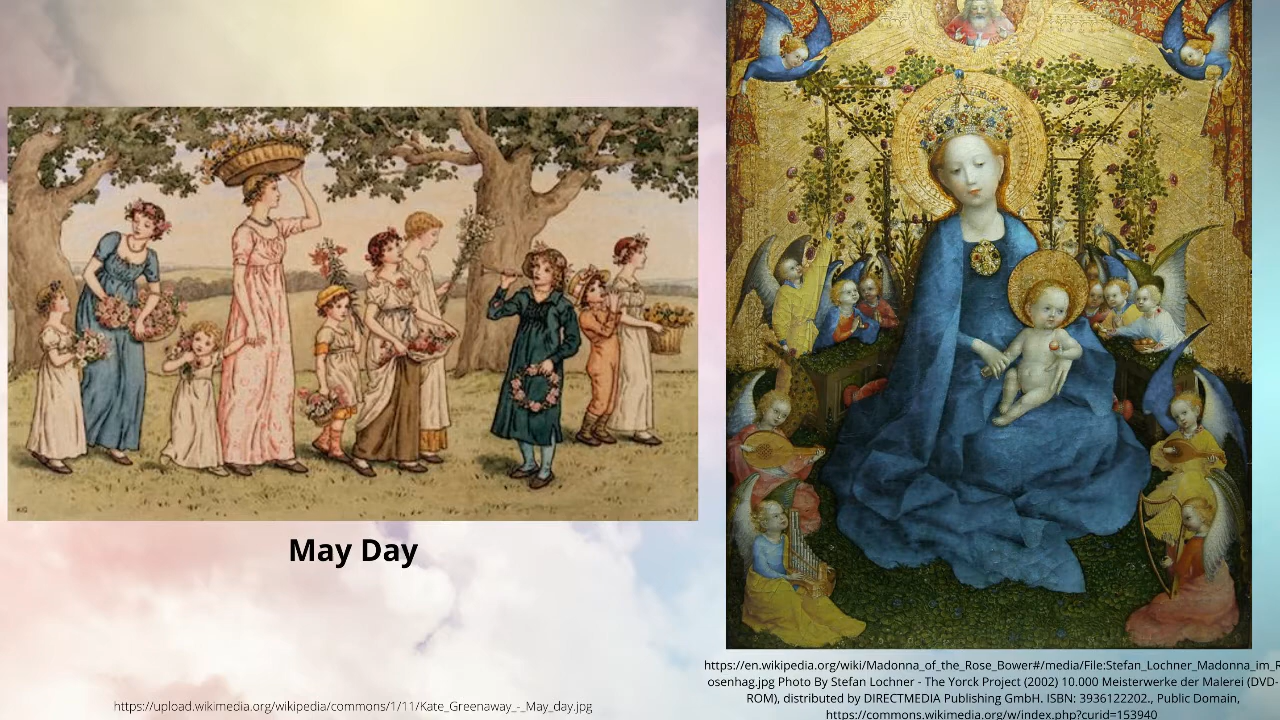 May Day
https://upload.wikimedia.org/wikipedia/commons/1/11/Kate_Greenaway_-_May_day.jpg
https://en.wikipedia.org/wiki/Madonna_of_the_Rose_Bower#/media/File:Stefan_Lochner_Madonna_im_R
osenhag.jpg Photo By Stefan Lochner - The Yorck Project (2002) 10.000 Meisterwerke der Malerei (DVD-
ROM), distributed by DIRECTMEDIA Publishing GmbH. ISBN: 3936122202., Public Domain,
https://commons.wikimedia.org/w/index.php?curid=153940